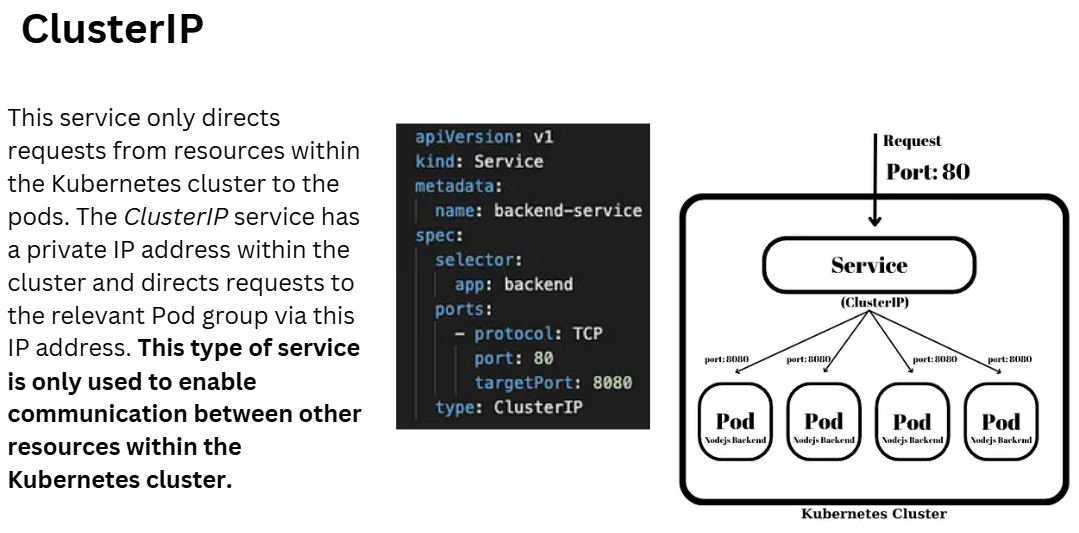 ClusterIP
This service only directs
requests from resources within
the Kubernetes cluster to the
pods. The ClusterIP service has
a private IP address within the
cluster and directs requests to
the relevant Pod group via this
IP address. This type of service
is only used to enable
communication between other
resources within the
Kubernetes cluster.
apiVersion: v1
kind: Service
metadata:
name: backend-service
spec:
selector:
app: backend
ports:
- protocol: TCP
port: 80
targetPort: 8080
type: ClusterIP
Request
Port: 80
Service
(ClusterIP)
port: 8080 port: 8080 port: 8080 port: 8080
Pod Pod Pod Pod
Nodejs Backend Nodejs Backend Nodejs Backend Nodejs Backend
Kubernetes Cluster